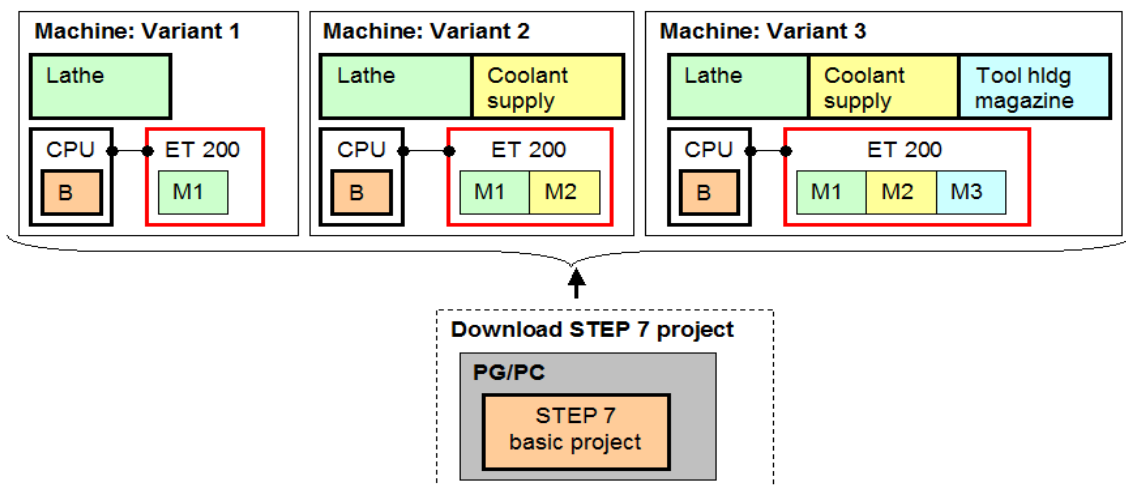 Machine: Variant 1
Lathe
CPU
ET 200
B
M1
Machine: Variant 2
Lathe
Coolant
supply
CPU
ET 200
B
M1
M2
Machine: Variant 3
Lathe
Coolant
supply
Tool hldg
magazine
CPU
ET 200
B
M1
M2
M3
Download STEP 7 project
PG/PC
STEP 7
basic project